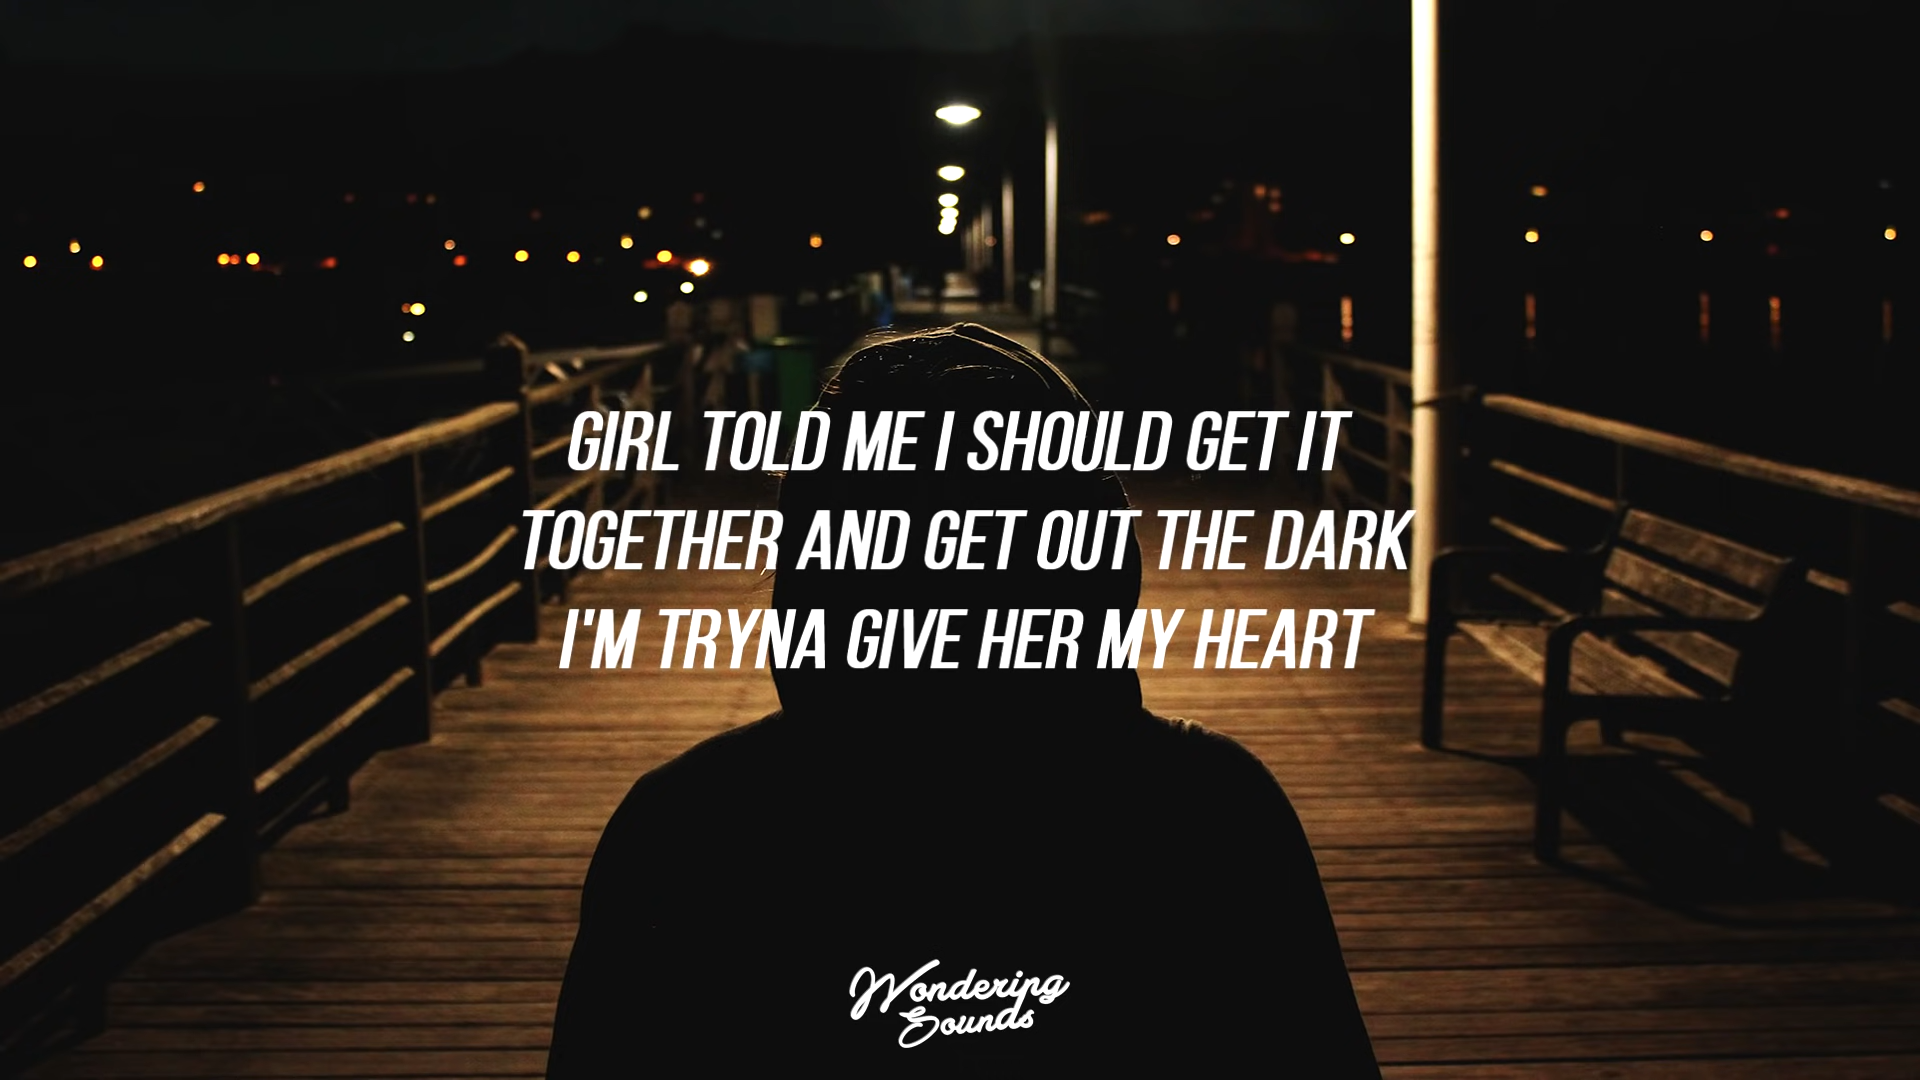 GIRL TOLD ME I SHOULD GET IT
TOGETHER AND GET OUT THE DARK
I'M TRYNA GIVE HER MY HEART
Wondering
Sounds